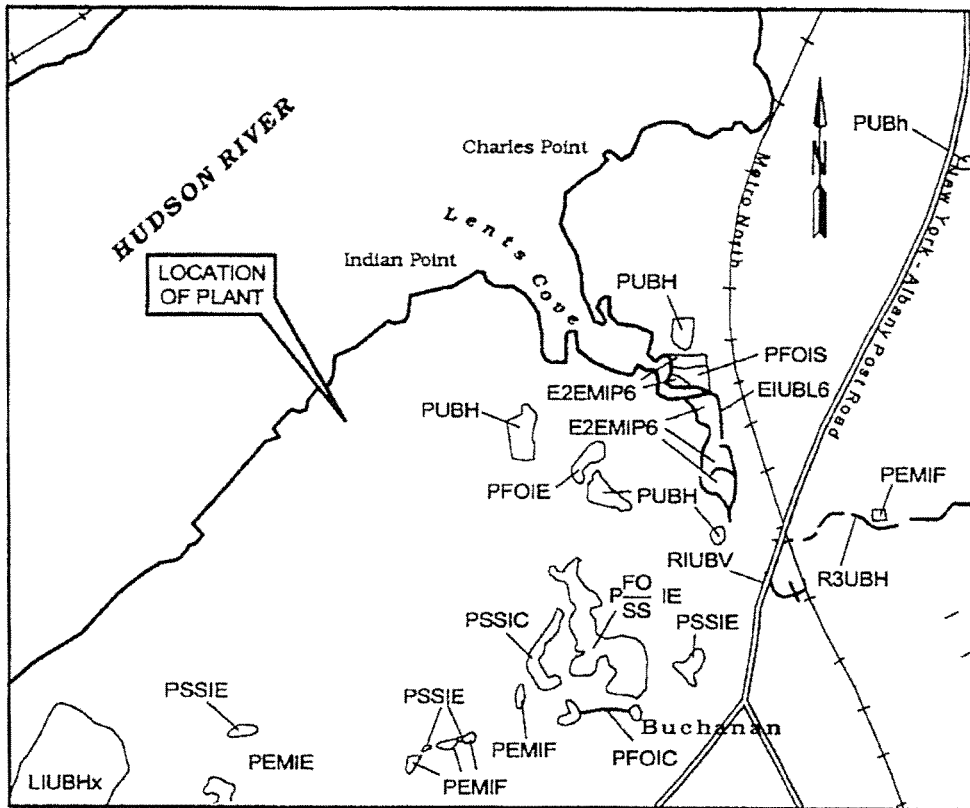 PUBh
Charles Point
HUDSON RIVER
Lents Cove
Metro North
N
New York - Albany Post Road
Indian Point
LOCATION
OF PLANT
PUBH
PFOIS
E2EMIP6
EIUBL6
PUBH
E2EMIP6
PFOIE
PUBH
PEMIF
RIUBV
R3UBH
P FO IE
SS
PSSIC
PSSIE
PSSIE
PSSIE
PEMIF
Buchanan
PEMIE
PFOIC
LIUBHx
PEMIF